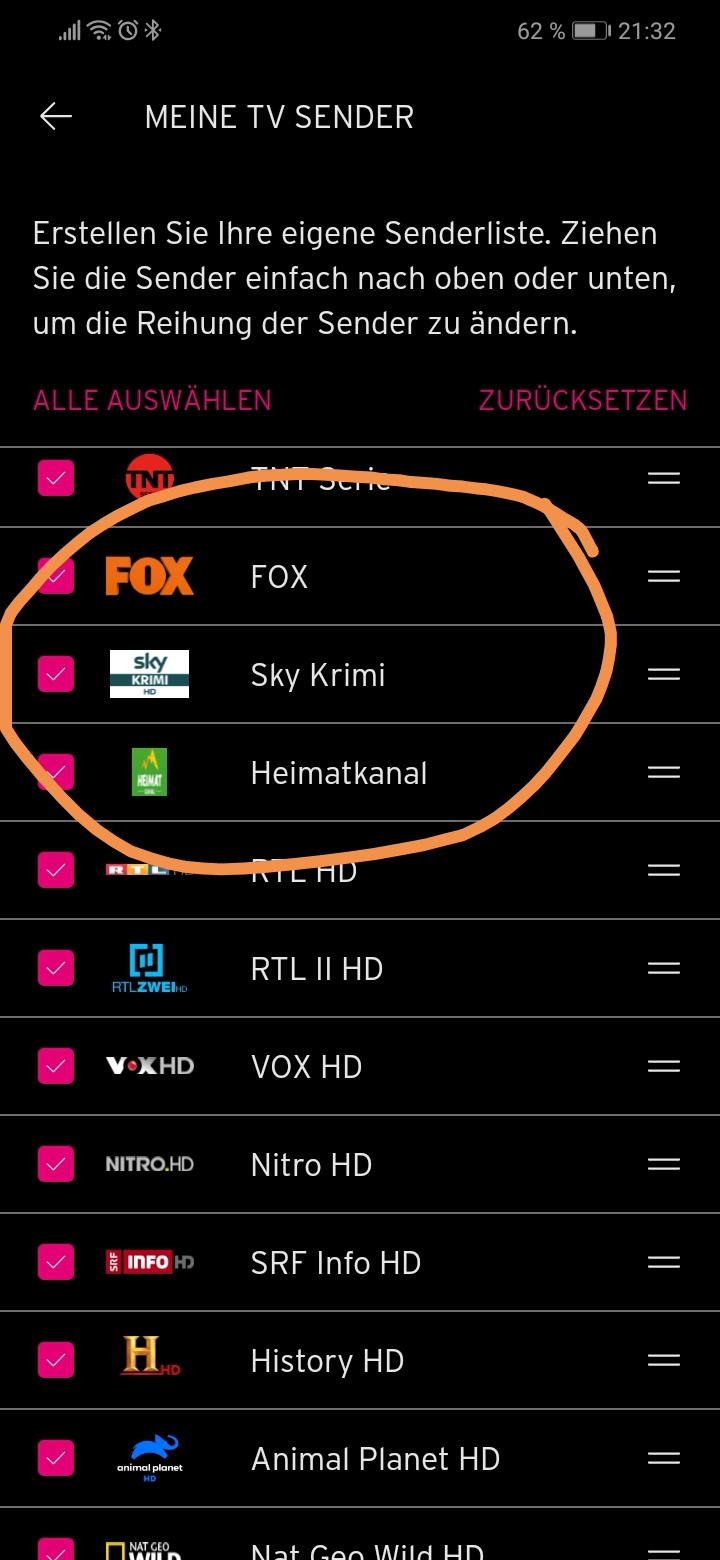 62 % 21:32
MEINE TV SENDER
Erstellen Sie Ihre eigene Senderliste. Ziehen
Sie die Sender einfach nach oben oder unten,
um die Reihung der Sender zu ändern.
ALLE AUSWÄHLEN ZURÜCKSETZEN
TNT TNT Serie
FOX FOX
sky
KRIMI
HD
Sky Krimi
HEIMAT
Heimatkanal
RTL HD RTL HD
RTLZWEI HD
RTL II HD
VOX HD VOX HD
NITRO.HD Nitro HD
SRF INFO HD SRF Info HD
H HD History HD
animal planet
HD
Animal Planet HD
NAT GEO
WILD
Nat Geo Wild HD